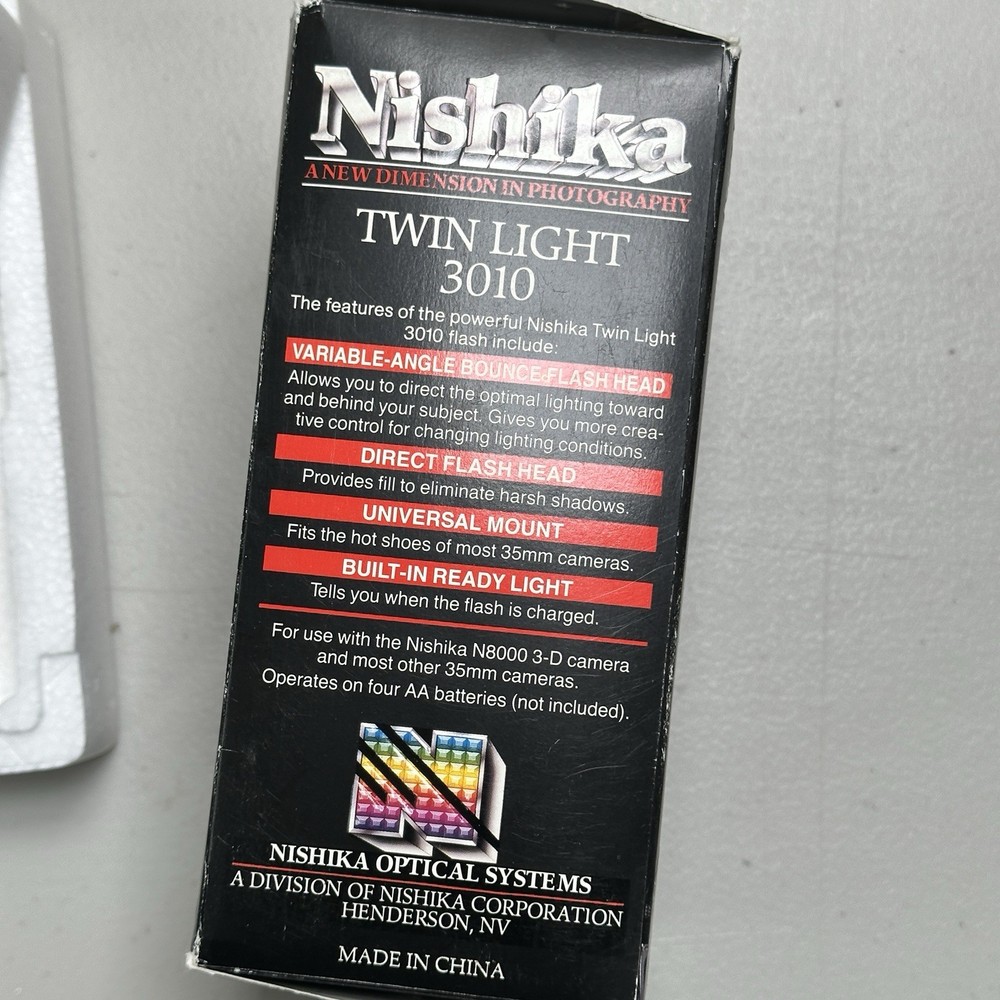 Nishika
A NEW DIMENSION IN PHOTOGRAPHY
TWIN LIGHT
3010
The features of the powerful Nishika Twin Light
3010 flash include:
VARIABLE-ANGLE BOUNCE-FLASH HEAD
Allows you to direct the optimal lighting toward
and behind your subject. Gives you more crea-
tive control for changing lighting conditions.
DIRECT FLASH HEAD
Provides fill to eliminate harsh shadows.
UNIVERSAL MOUNT
Fits the hot shoes of most 35mm cameras.
BUILT-IN READY LIGHT
Tells you when the flash is charged.
For use with the Nishika N8000 3-D camera
and most other 35mm cameras.
Operates on four AA batteries (not included).
N
NISHIKA OPTICAL SYSTEMS
A DIVISION OF NISHIKA CORPORATION
HENDERSON, NV
MADE IN CHINA